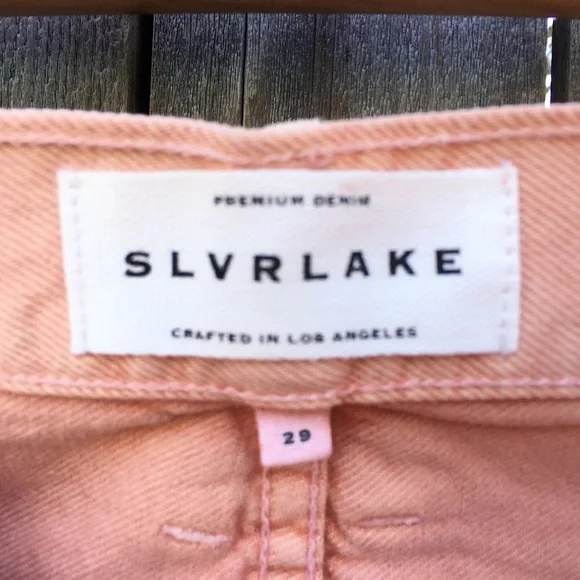 PREMIUM DENIM
SLVRLAKE
CRAFTED IN LOS ANGELES
29